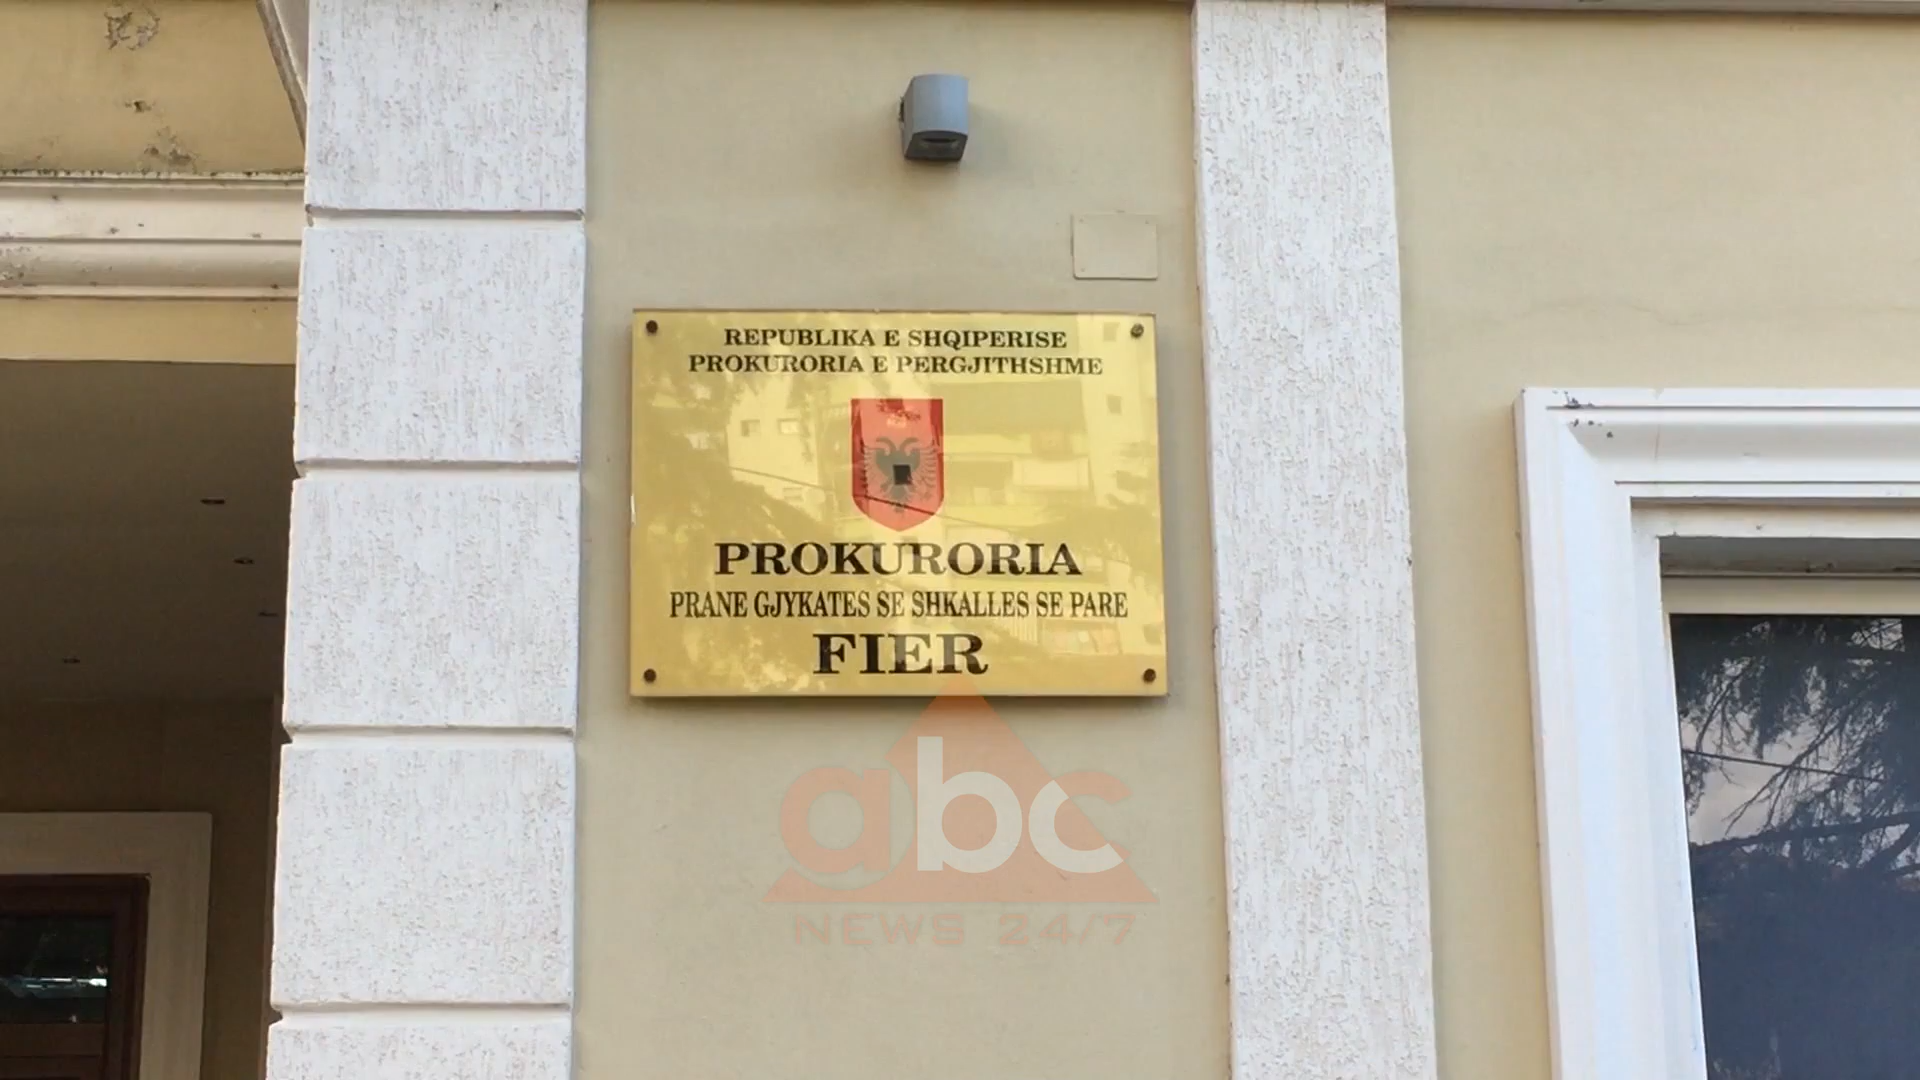 REPUBLIKA E SHQIPERISE
PROKURORIA E PERGJITHSHME
PROKURORIA
PRANE GJYKATES SE SHKALLES SE PARE
FIER
abc
NEWS 24/7